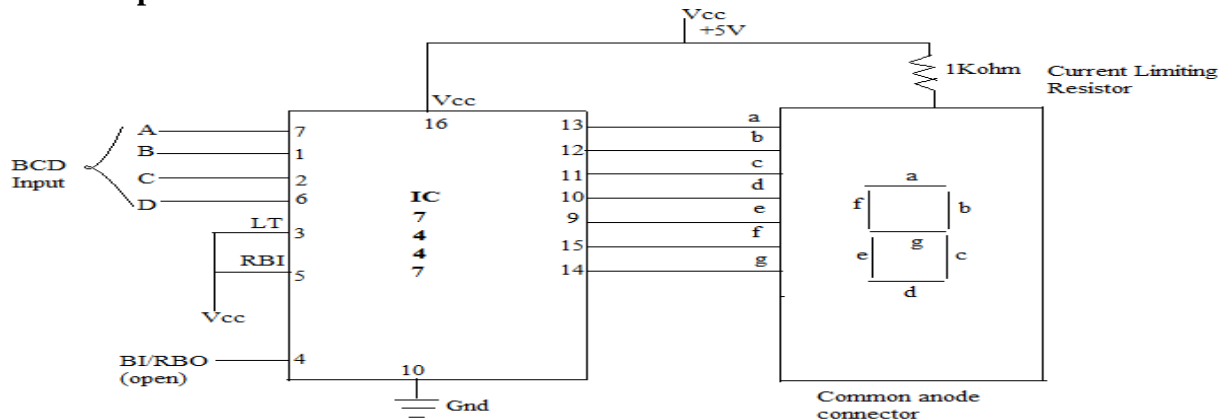 Vcc
+5V
1Kohm
Current Limiting
Resistor
Vcc
16
A
7
13
a
B
1
12
b
BCD
Input
C
2
11
c
D
6
10
d
IC
7
4
4
7
9
e
LT
3
15
f
RBI
5
14
g
a
f
b
g
e
c
d
Vcc
BI/RBO
(open)
4
10
Gnd
Common anode
connector